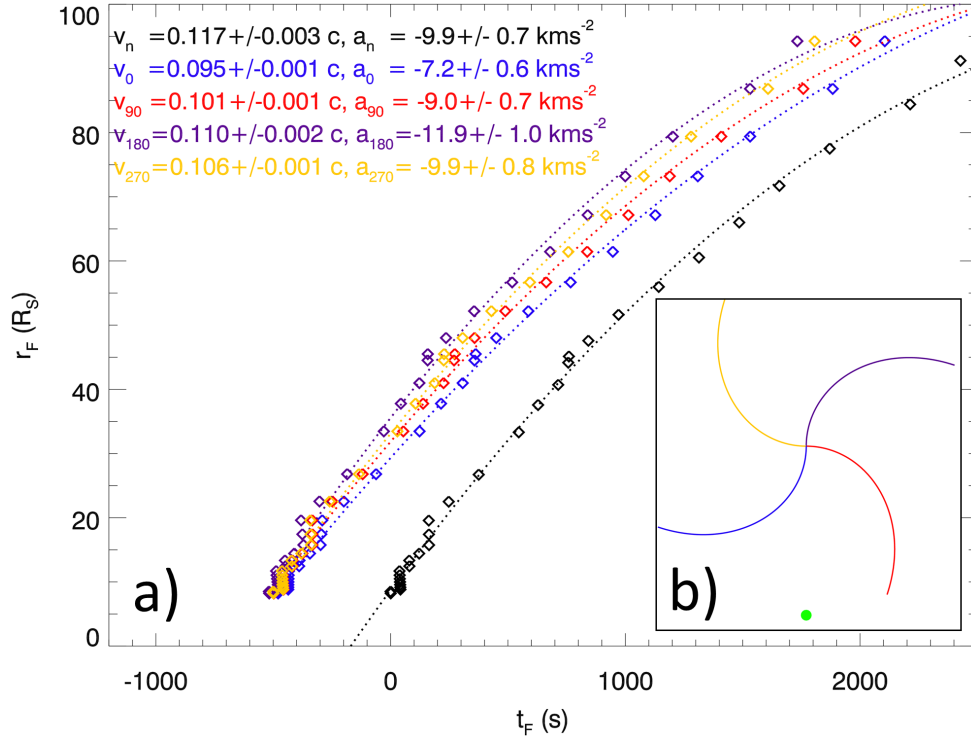 100
80
60
40
20
0
r_F (R_S)
v_n =0.117+/-0.003 c, a_n = -9.9+/- 0.7 kms^-2
v_0 =0.095+/-0.001 c, a_0 = -7.2+/- 0.6 kms^-2
v_90 =0.101+/-0.001 c, a_90 = -9.0+/- 0.7 kms^-2
v_180=0.110+/-0.002 c, a_180=-11.9+/- 1.0 kms^-2
v_270=0.106+/-0.001 c, a_270= -9.9+/- 0.8 kms^-2
a)
b)
-1000 0 1000 2000
t_F (s)